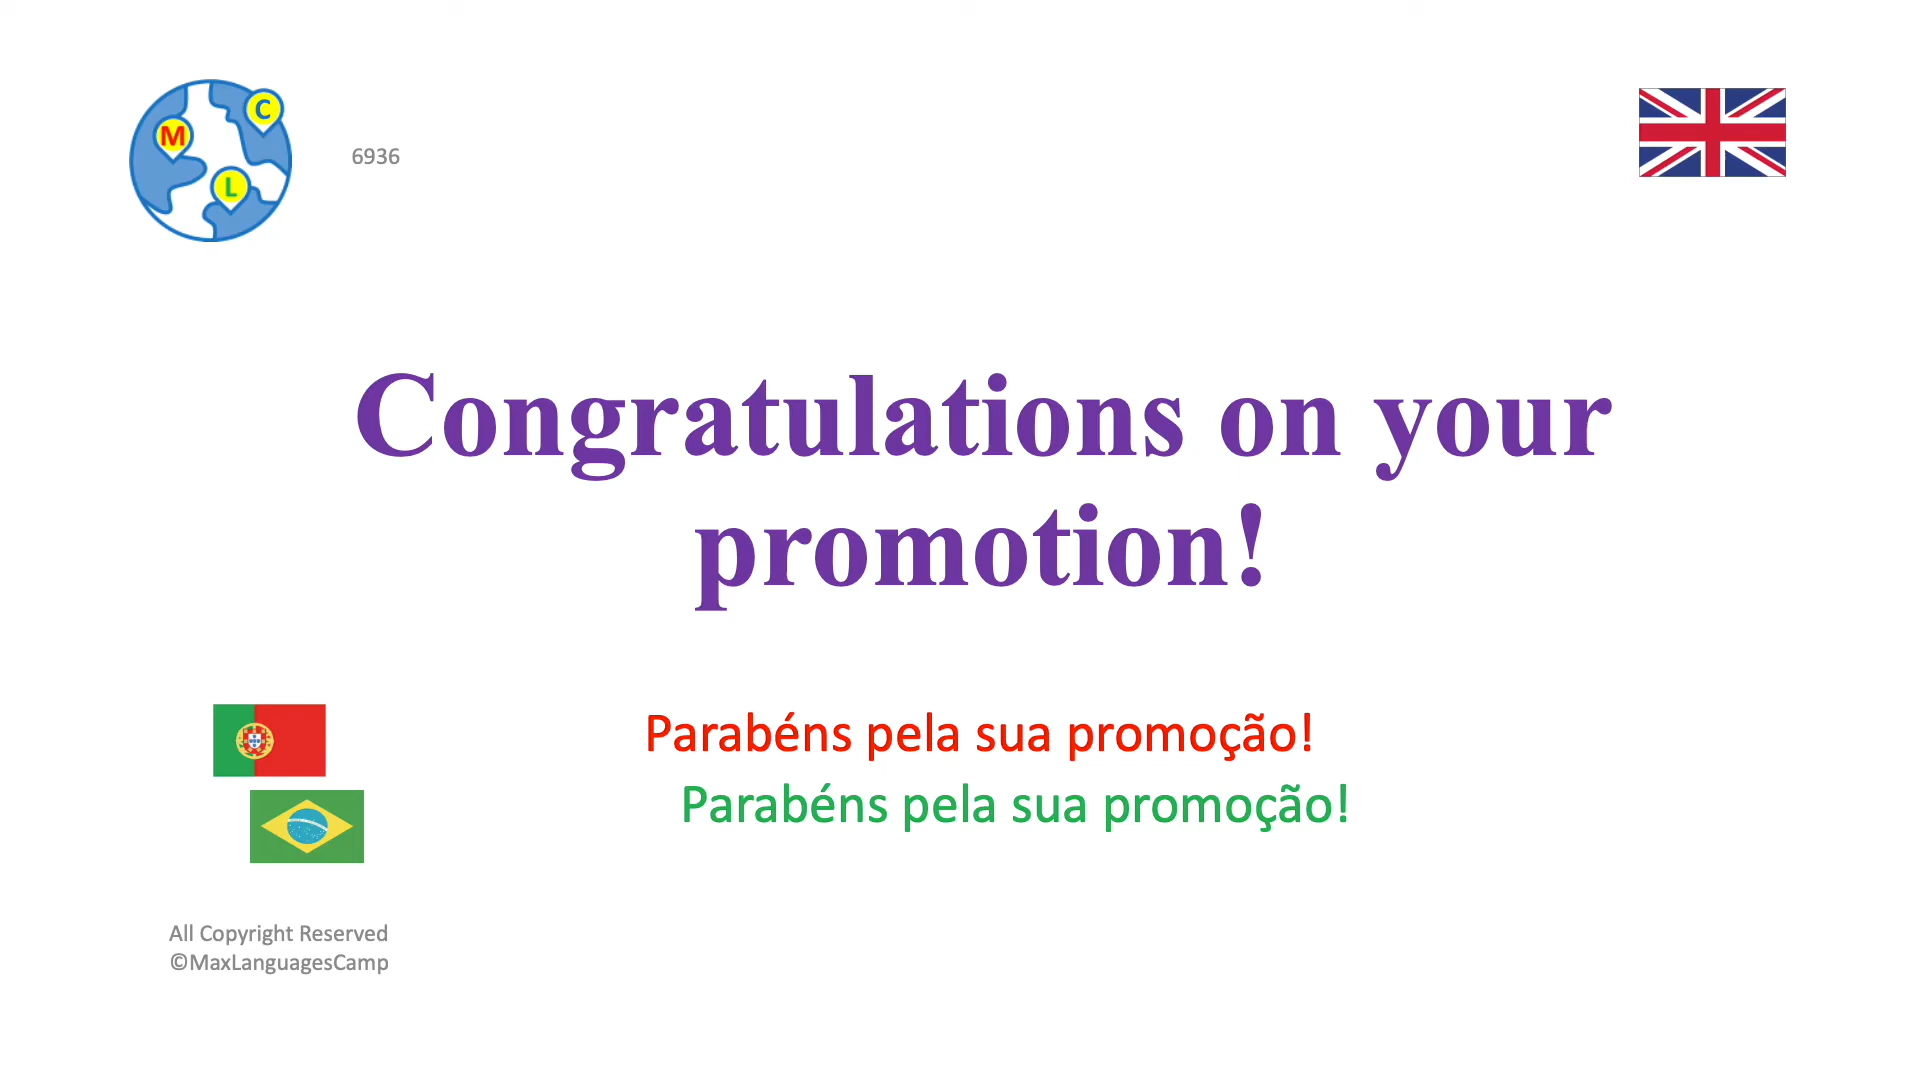 M
C
L
6936
Congratulations on your
promotion!
Parabéns pela sua promoção!
Parabéns pela sua promoção!
All Copyright Reserved
©MaxLanguagesCamp